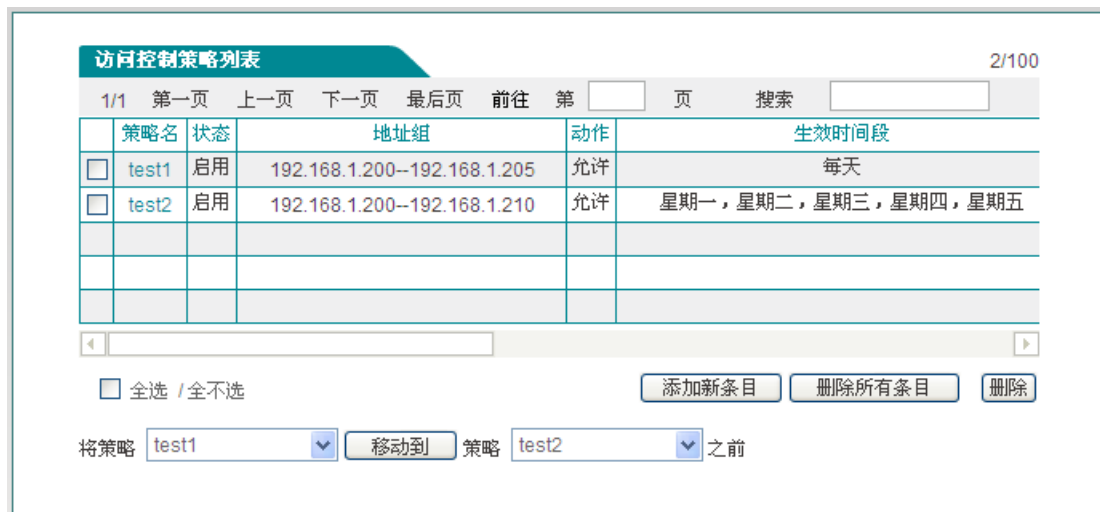 访问控制策略列表 2/100
1/1 第一页 上一页 下一页 最后页 前往 第 页 搜索
策略名 状态 地址组 动作 生效时间段
test1 启用 192.168.1.200--192.168.1.205 允许 每天
test2 启用 192.168.1.200--192.168.1.210 允许 星期一，星期二，星期三，星期四，星期五
全选 / 全不选 添加新条目 删除所有条目 删除
将策略 test1 移动到 策略 test2 之前